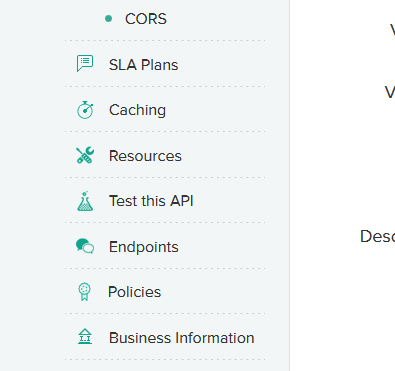 CORS
SLA Plans
Caching
Resources
Test this API
Endpoints
Policies
Business Information
Desc